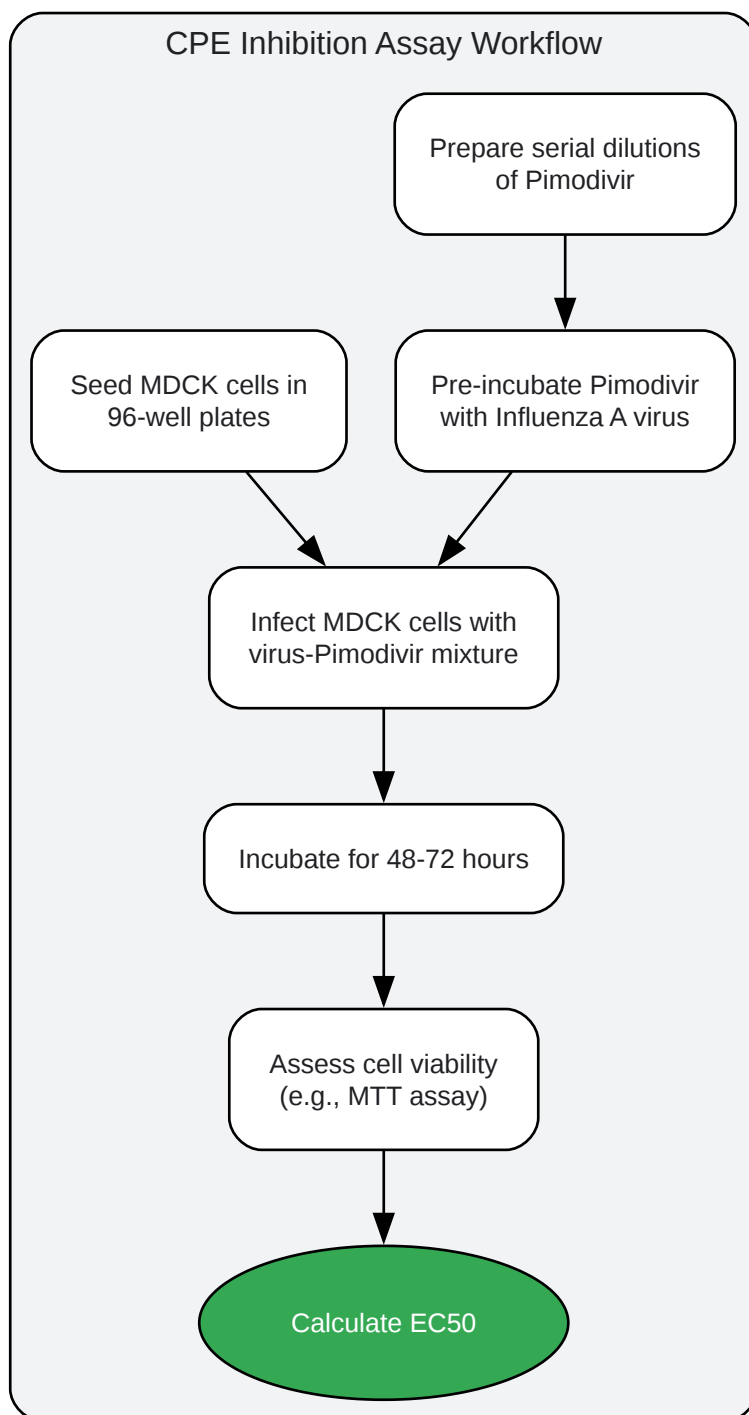 CPE Inhibition Assay Workflow
Prepare serial dilutions
of Pimodivir
Seed MDCK cells in
96-well plates
Pre-incubate Pimodivir
with Influenza A virus
Infect MDCK cells with
virus-Pimodivir mixture
Incubate for 48-72 hours
Assess cell viability
(e.g., MTT assay)
Calculate EC50